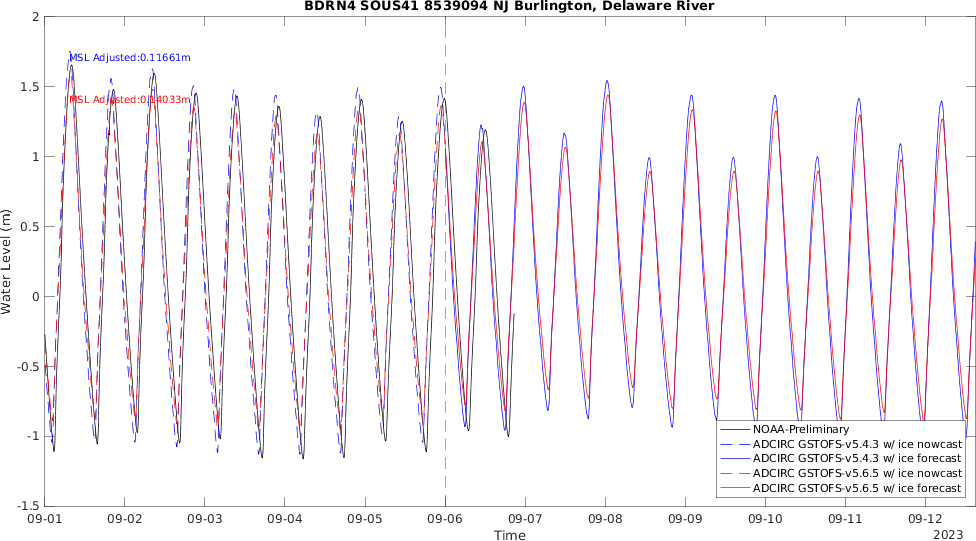 BDRN4 SOUS41 8539094 NJ Burlington, Delaware River
2
1.5
1
0.5
0
-0.5
-1
-1.5
Water Level (m)
MSL Adjusted:0.11661m
MSL Adjusted:0.14033m
NOAA-Preliminary
ADCIRC GSTOFS-v5.4.3 w/ ice nowcast
ADCIRC GSTOFS-v5.4.3 w/ ice forecast
ADCIRC GSTOFS-v5.6.5 w/ ice nowcast
ADCIRC GSTOFS-v5.6.5 w/ ice forecast
09-01 09-02 09-03 09-04 09-05 09-06 09-07 09-08 09-09 09-10 09-11 09-12
Time
2023